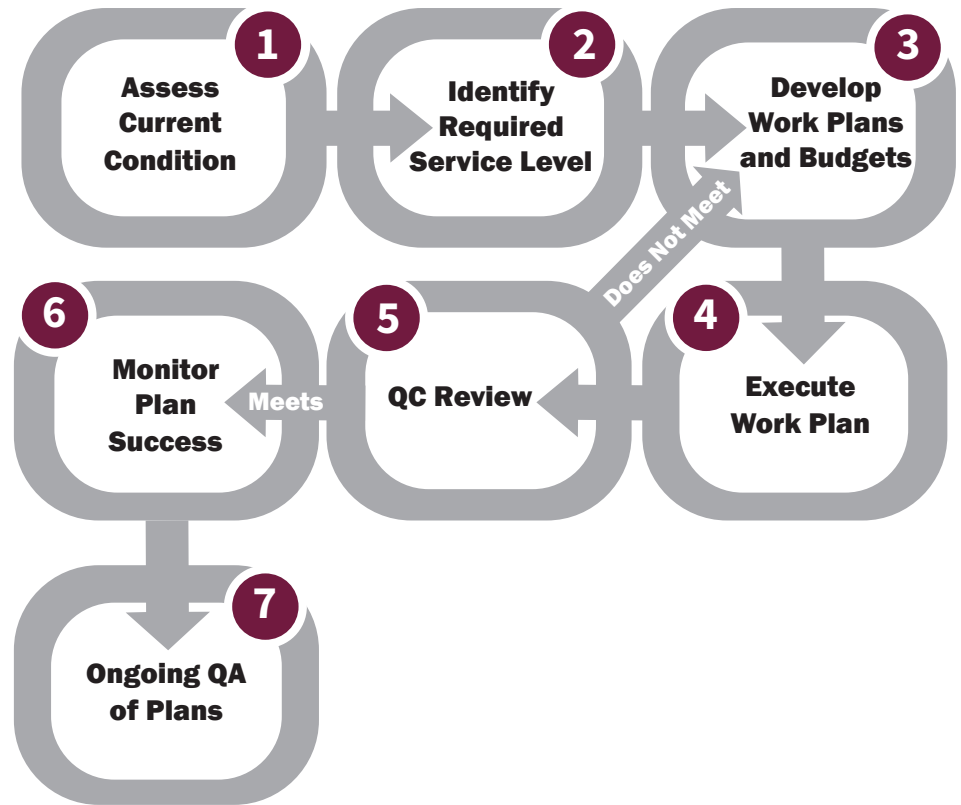 1
Assess
Current
Condition
2
Identify
Required
Service Level
3
Develop
Work Plans
and Budgets
Does Not Meet
4
Execute
Work Plan
5
QC Review
Meets
6
Monitor
Plan
Success
7
Ongoing QA
of Plans